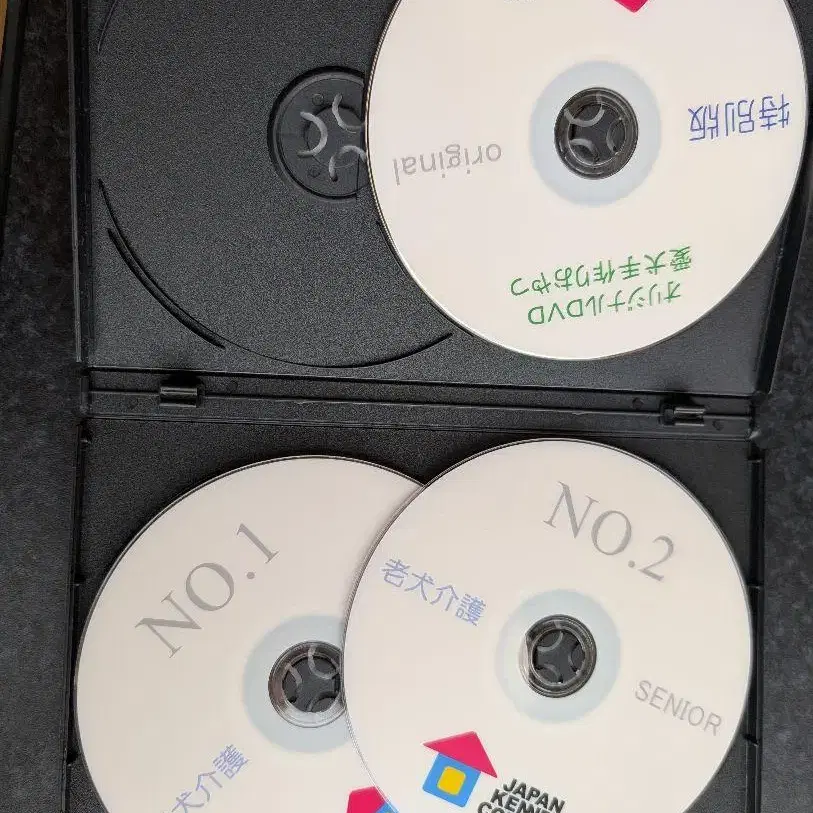 特別版
original
オリジナルDVD
愛犬手作りおやつ
NO.1
老犬介護
NO.2
老犬介護
SENIOR
JAPAN